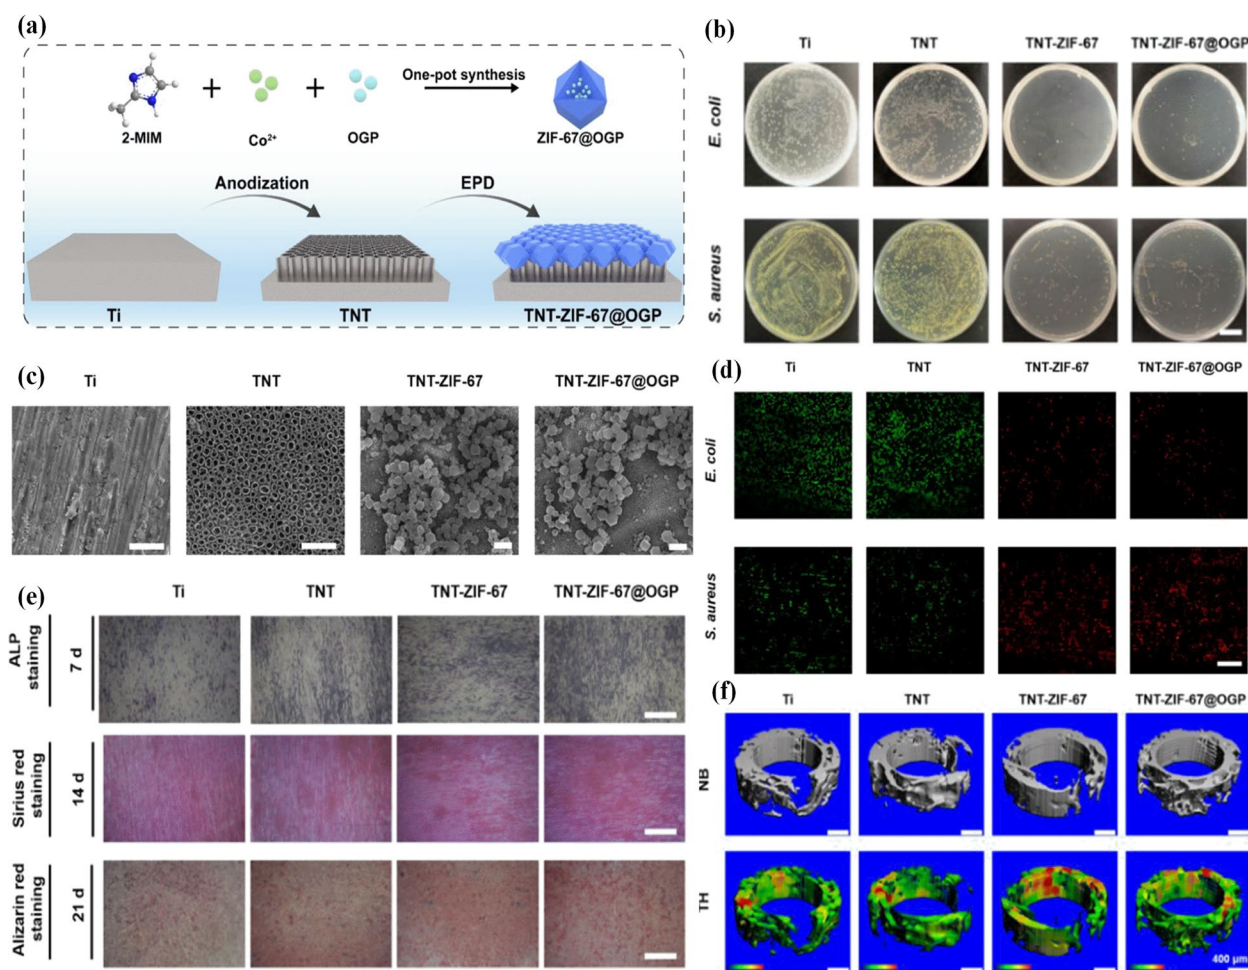 (a)
2-MIM + Co²⁺ + OGP One-pot synthesis ZIF-67@OGP
Anodization EPD
Ti TNT TNT-ZIF-67@OGP
(b)
Ti TNT TNT-ZIF-67 TNT-ZIF-67@OGP
E. coli
S. aureus
(c)
Ti TNT TNT-ZIF-67 TNT-ZIF-67@OGP
(d)
Ti TNT TNT-ZIF-67 TNT-ZIF-67@OGP
E. coli
S. aureus
(e)
Ti TNT TNT-ZIF-67 TNT-ZIF-67@OGP
ALP
staining
7 d
Sirius red
staining
14 d
Alizarin red
staining
21 d
(f)
Ti TNT TNT-ZIF-67 TNT-ZIF-67@OGP
NB
TH
400 μm